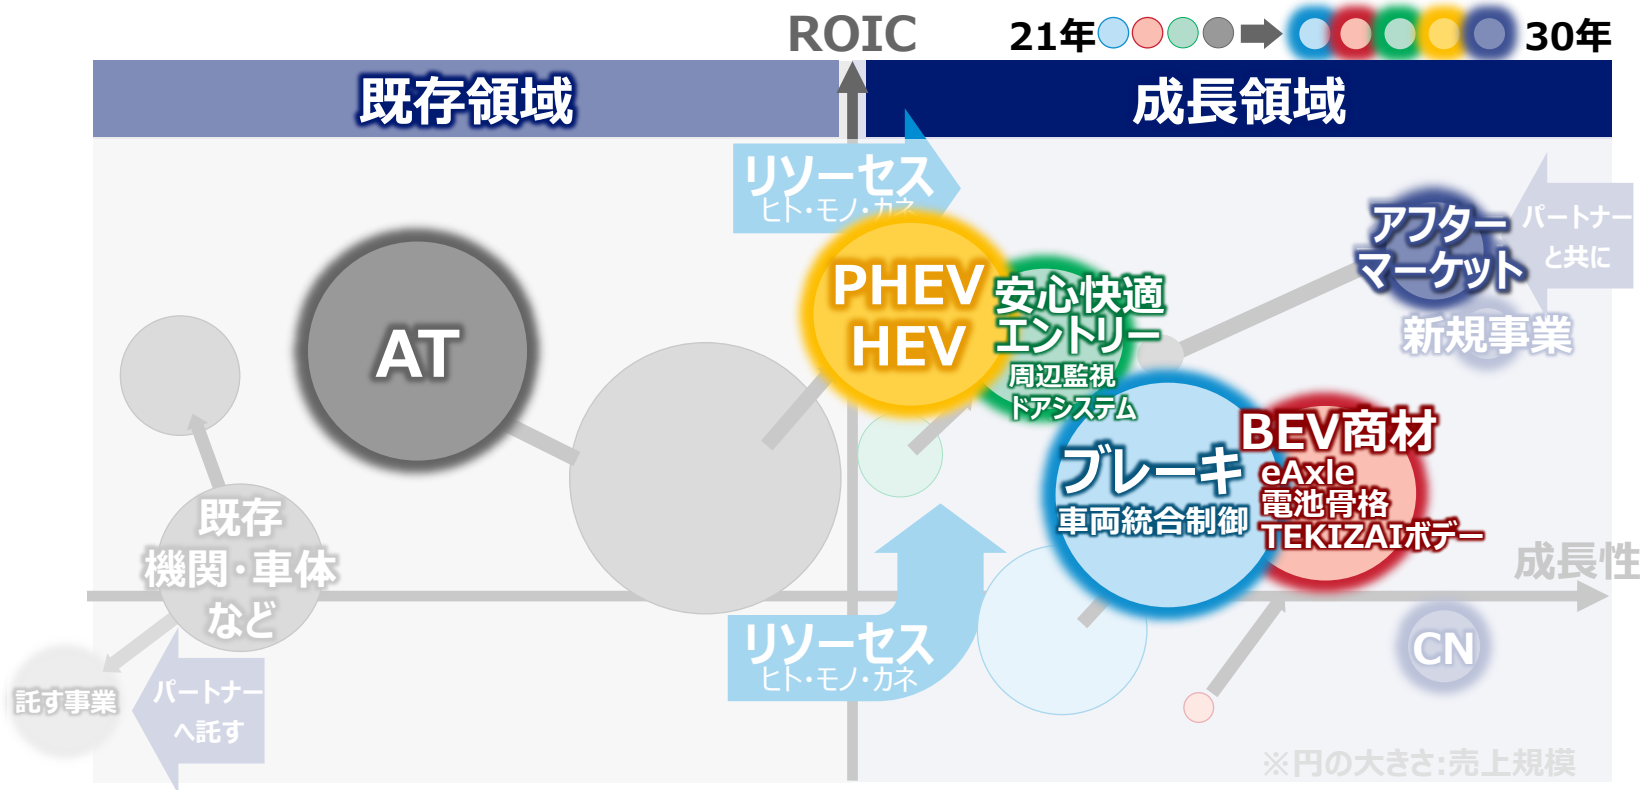 ROIC
21年
30年
既存領域
成長領域
リソーセス
ヒト・モノ・カネ
アフター
マーケット
パートナー
と共に
新規事業
PHEV
HEV
安心快適
エントリー
周辺監視
ドアシステム
AT
ブレーキ
車両統合制御
BEV商材
eAxle
電池骨格
TEKIZAIボデー
既存
機関・車体
など
成長性
リソーセス
ヒト・モノ・カネ
CN
託す事業
パートナー
へ託す
※円の大きさ:売上規模